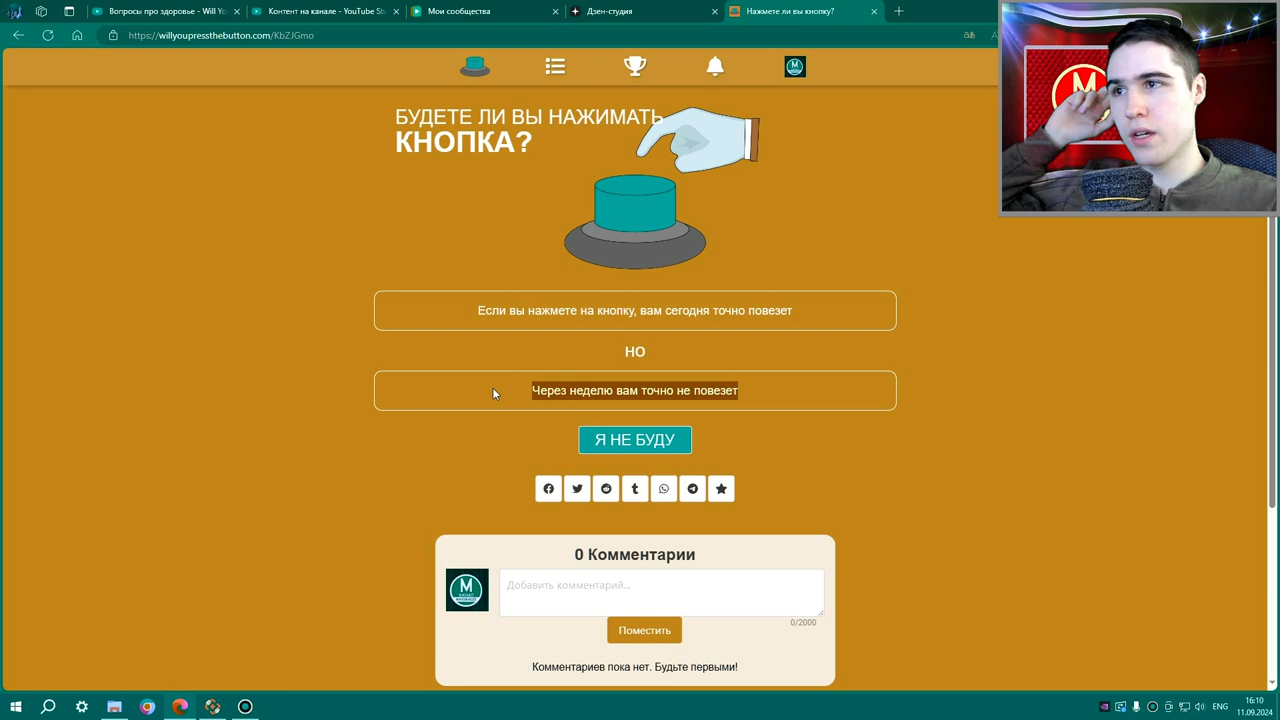 Вопросы про здоровье - Will Yo
Контент на канале - YouTube Stu
Мои сообщества
Дзен-студия
Нажмете ли вы кнопку?
https://willyoupressthebutton.com/KbZJGmo
БУДЕТЕ ЛИ ВЫ НАЖИМАТЬ
КНОПКА?
Если вы нажмете на кнопку, вам сегодня точно повезет
НО
Через неделю вам точно не повезет
Я НЕ БУДУ
0 Комментарии
Добавить комментарий...
0/2000
Поместить
Комментариев пока нет. Будьте первыми!
ENG
16:10
11.09.2024